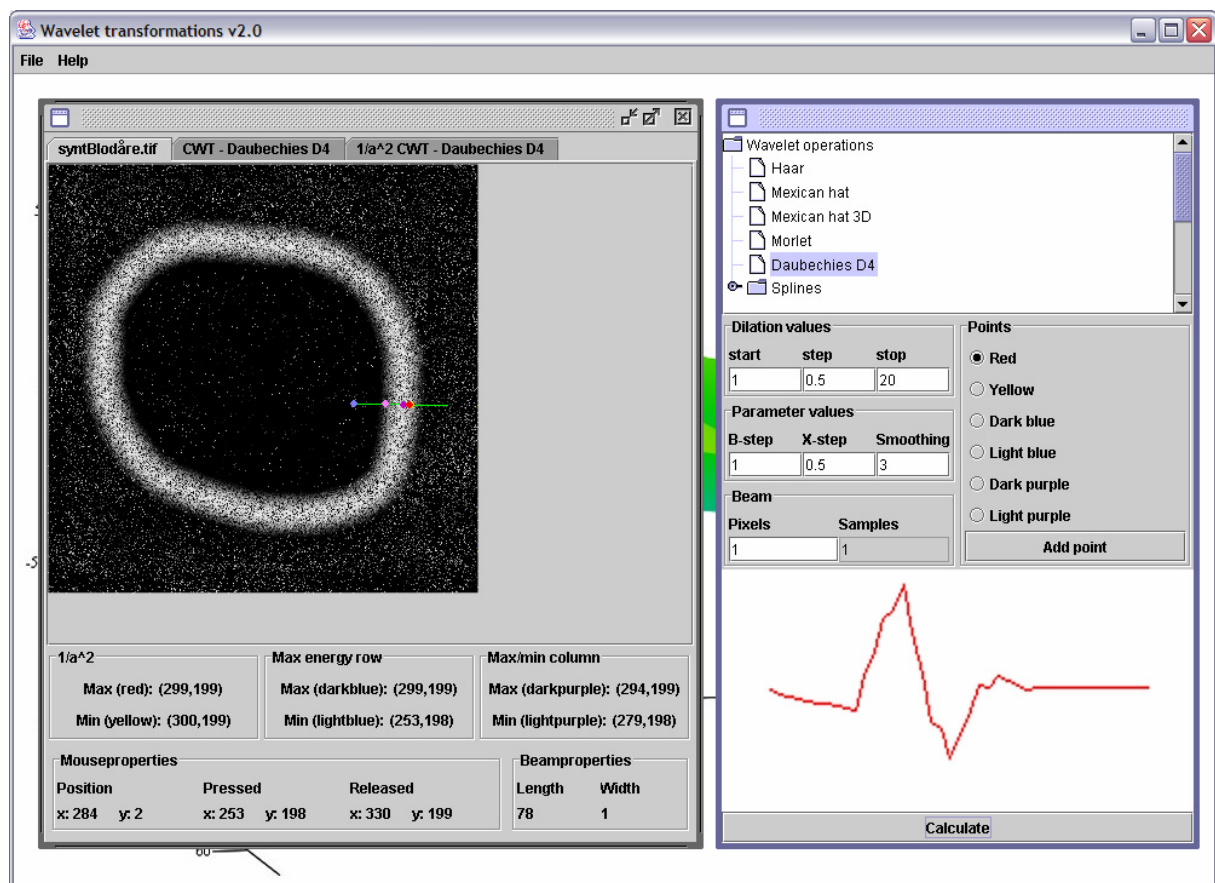 Wavelet transformations v2.0
File Help
syntBlodåre.tif CWT - Daubechies D4 1/a^2 CWT - Daubechies D4
1/a^2
Max (red): (299,199)
Min (yellow): (300,199)
Max energy row
Max (darkblue): (299,199)
Min (lightblue): (253,198)
Max/min column
Max (darkpurple): (294,199)
Min (lightpurple): (279,198)
Mouseproperties
Position Pressed Released
x: 284 y: 2 x: 253 y: 198 x: 330 y: 199
Beamproperties
Length Width
78 1
Wavelet operations
Haar
Mexican hat
Mexican hat 3D
Morlet
Daubechies D4
Splines
Dilation values
start step stop
1 0.5 20
Parameter values
B-step X-step Smoothing
1 0.5 3
Beam
Pixels Samples
1 1
Points
Red
Yellow
Dark blue
Light blue
Dark purple
Light purple
Add point
Calculate
-5